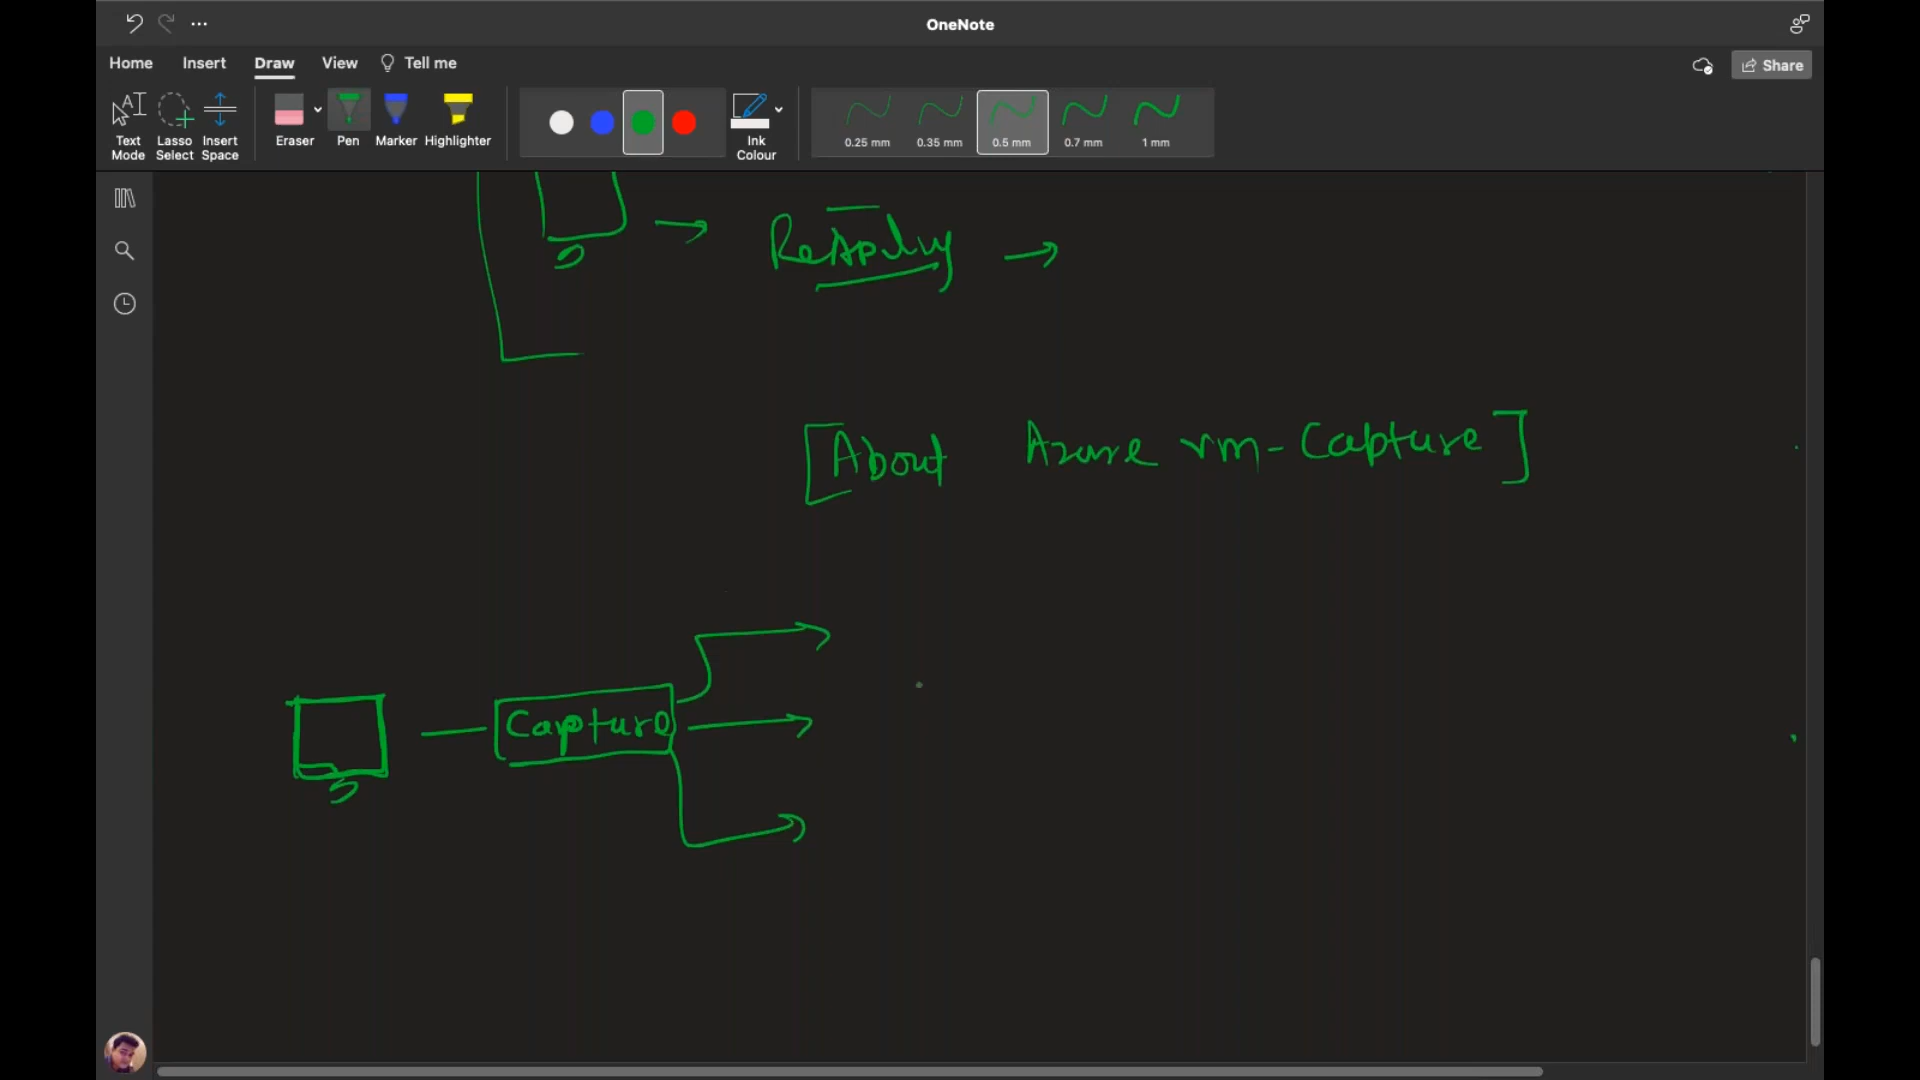 OneNote
Home Insert Draw View Tell me
Share
Text Mode
Lasso Select
Insert Space
Eraser
Pen
Marker
Highlighter
Ink Colour
0.25 mm
0.35 mm
0.5 mm
0.7 mm
1 mm
[About Azure vm-Capture]
Capture